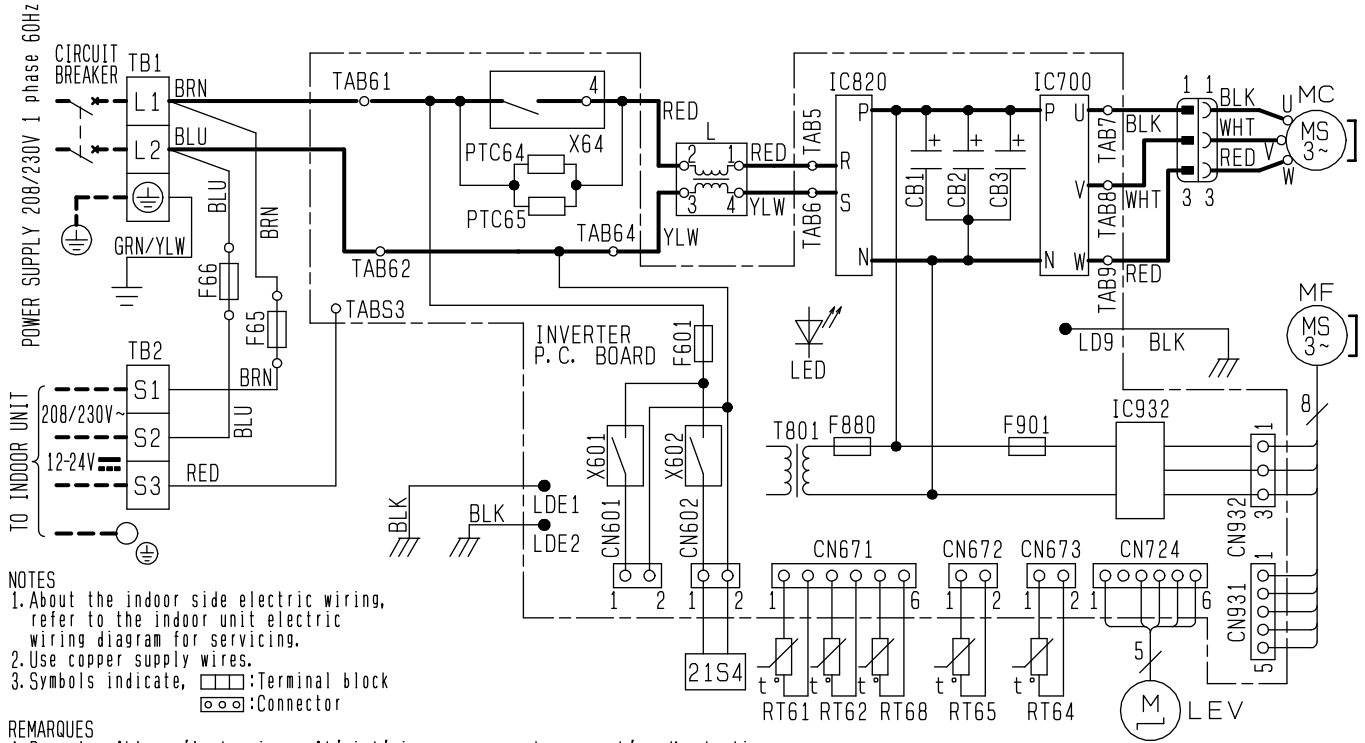 POWER SUPPLY 208/230V 1 phase 60Hz
CIRCUIT
BREAKER
TB1
L1
L2
BRN
BLU
GRN/YLW
BLU
BRN
F66
F65
TB2
S1
S2
S3
BRN
BLU
RED
TO INDOOR UNIT
208/230V~
12-24V
TAB61
TAB62
TABS3
4
X64
PTC64
PTC65
TAB64
RED
YLW
L
2 1
3 4
RED
YLW
TAB5
TAB6
IC820
P
R
S
N
CB1
CB2
CB3
+
+
+
IC700
P
N
U
V
W
TAB7
TAB8
TAB9
BLK
WHT
RED
1 1
3 3
BLK
WHT
RED
U
V
W
MC
MS
3~
MF
MS
3~
8
INVERTER
P.C. BOARD
F601
LED
LD9 BLK
T801
F880
F901
IC932
1
3
CN932
X601
X602
BLK
BLK
LDE1
LDE2
CN601
CN602
1 2
1 2
21S4
CN671
1 6
CN672
1 2
CN673
1 2
CN724
1 6
CN931
1
5
t°
t°
t°
t°
t°
RT61
RT62
RT68
RT65
RT64
5
M
LEV
NOTES
1. About the indoor side electric wiring,
refer to the indoor unit electric
wiring diagram for servicing.
2. Use copper supply wires.
3. Symbols indicate, :Terminal block
:Connector
REMARQUES